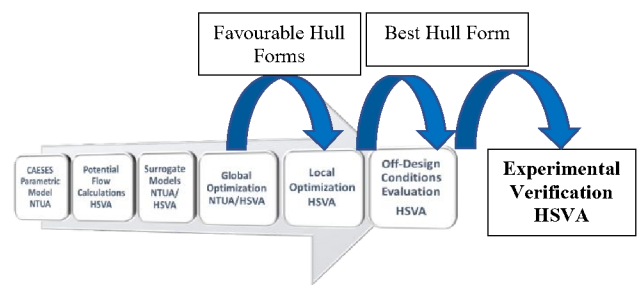 Favourable Hull
Forms
Best Hull Form
CAESES
Parametric
Model
NTUA
Potential
Flow
Calculations
HSVA
Surrogate
Models
NTUA/
HSVA
Global
Optimization
NTUA/HSVA
Local
Optimization
HSVA
Off-Design
Conditions
Evaluation
HSVA
Experimental
Verification
HSVA